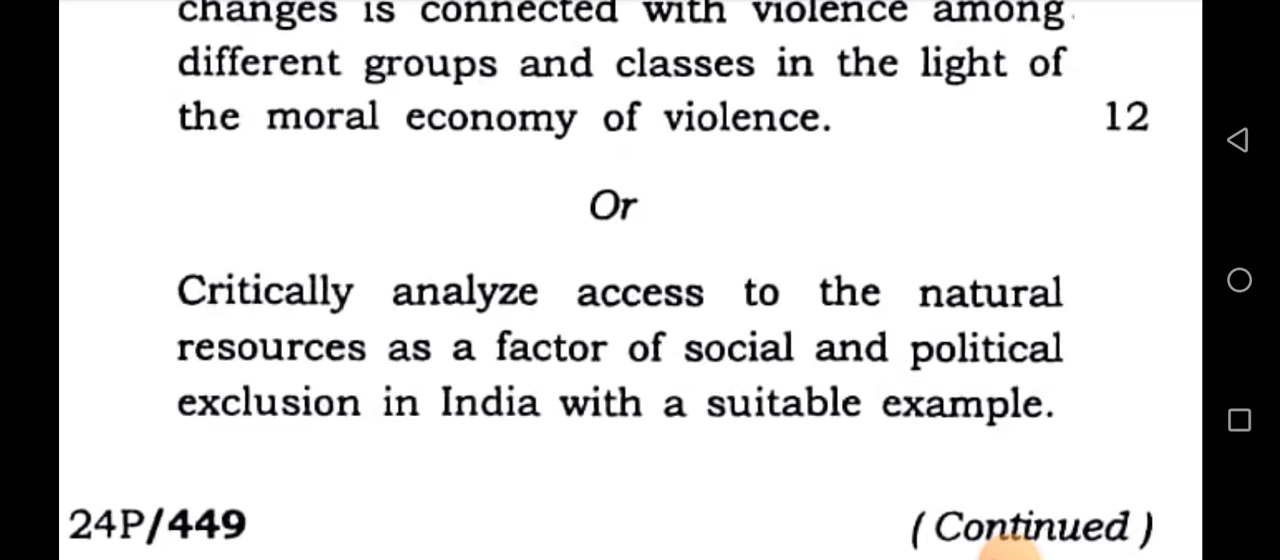 changes is connected with violence among
different groups and classes in the light of
the moral economy of violence. 12
Or
Critically analyze access to the natural
resources as a factor of social and political
exclusion in India with a suitable example.
24P/449 ( Continued )